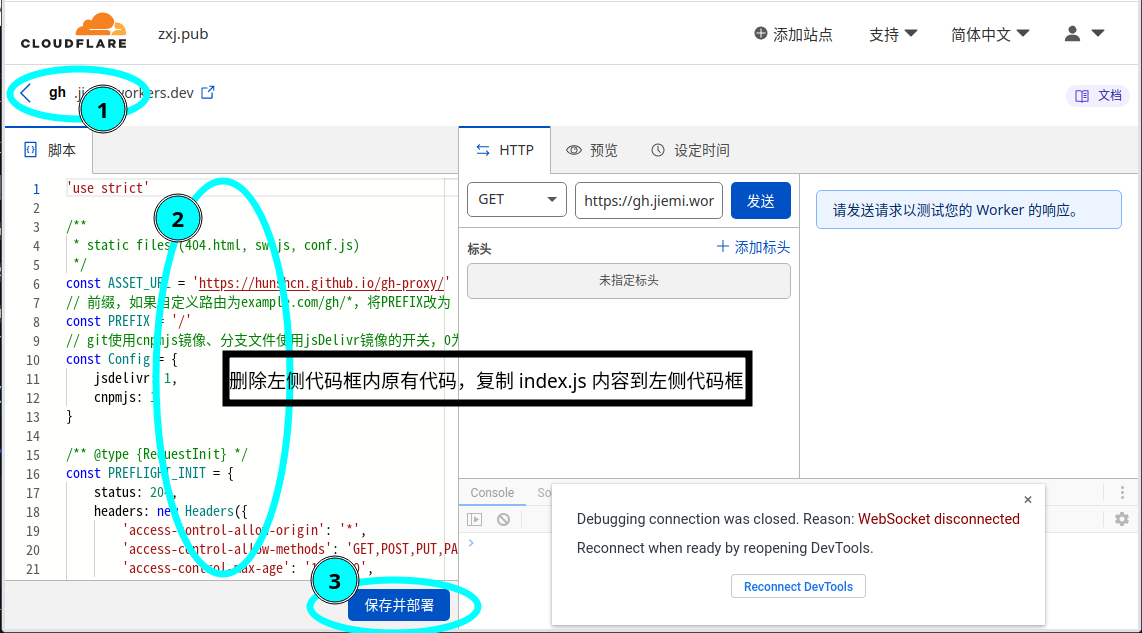 CLOUDFLARE
zxj.pub
添加站点
支持
简体中文
gh .ji workers.dev
1
文档
脚本
HTTP
预览
设定时间
GET
https://gh.jiemi.wor
发送
请发送请求以测试您的 Worker 的响应。
标头
添加标头
未指定标头
2
1 'use strict'
2
3 /**
4 * static files (404.html, sw.js, conf.js)
5 */
6 const ASSET_URL = 'https://hunshcn.github.io/gh-proxy/'
7 // 前缀，如果自定义路由为example.com/gh/*，将PREFIX改为
8 const PREFIX = '/'
9 // git使用cnpmjs镜像、分支文件使用jsDelivr镜像的开关，0为
10 const Config = {
11 jsdelivr: 1,
12 cnpmjs:
13 }
14
15 /** @type {RequestInit} */
16 const PREFLIGHT_INIT = {
17 status: 204,
18 headers: new Headers({
19 'access-control-allow-origin': '*',
20 'access-control-allow-methods': 'GET,POST,PUT,PA
21 'access-control-max-age':
删除左侧代码框内原有代码，复制 index.js 内容到左侧代码框
3
保存并部署
Console
So
Debugging connection was closed. Reason: WebSocket disconnected
Reconnect when ready by reopening DevTools.
Reconnect DevTools